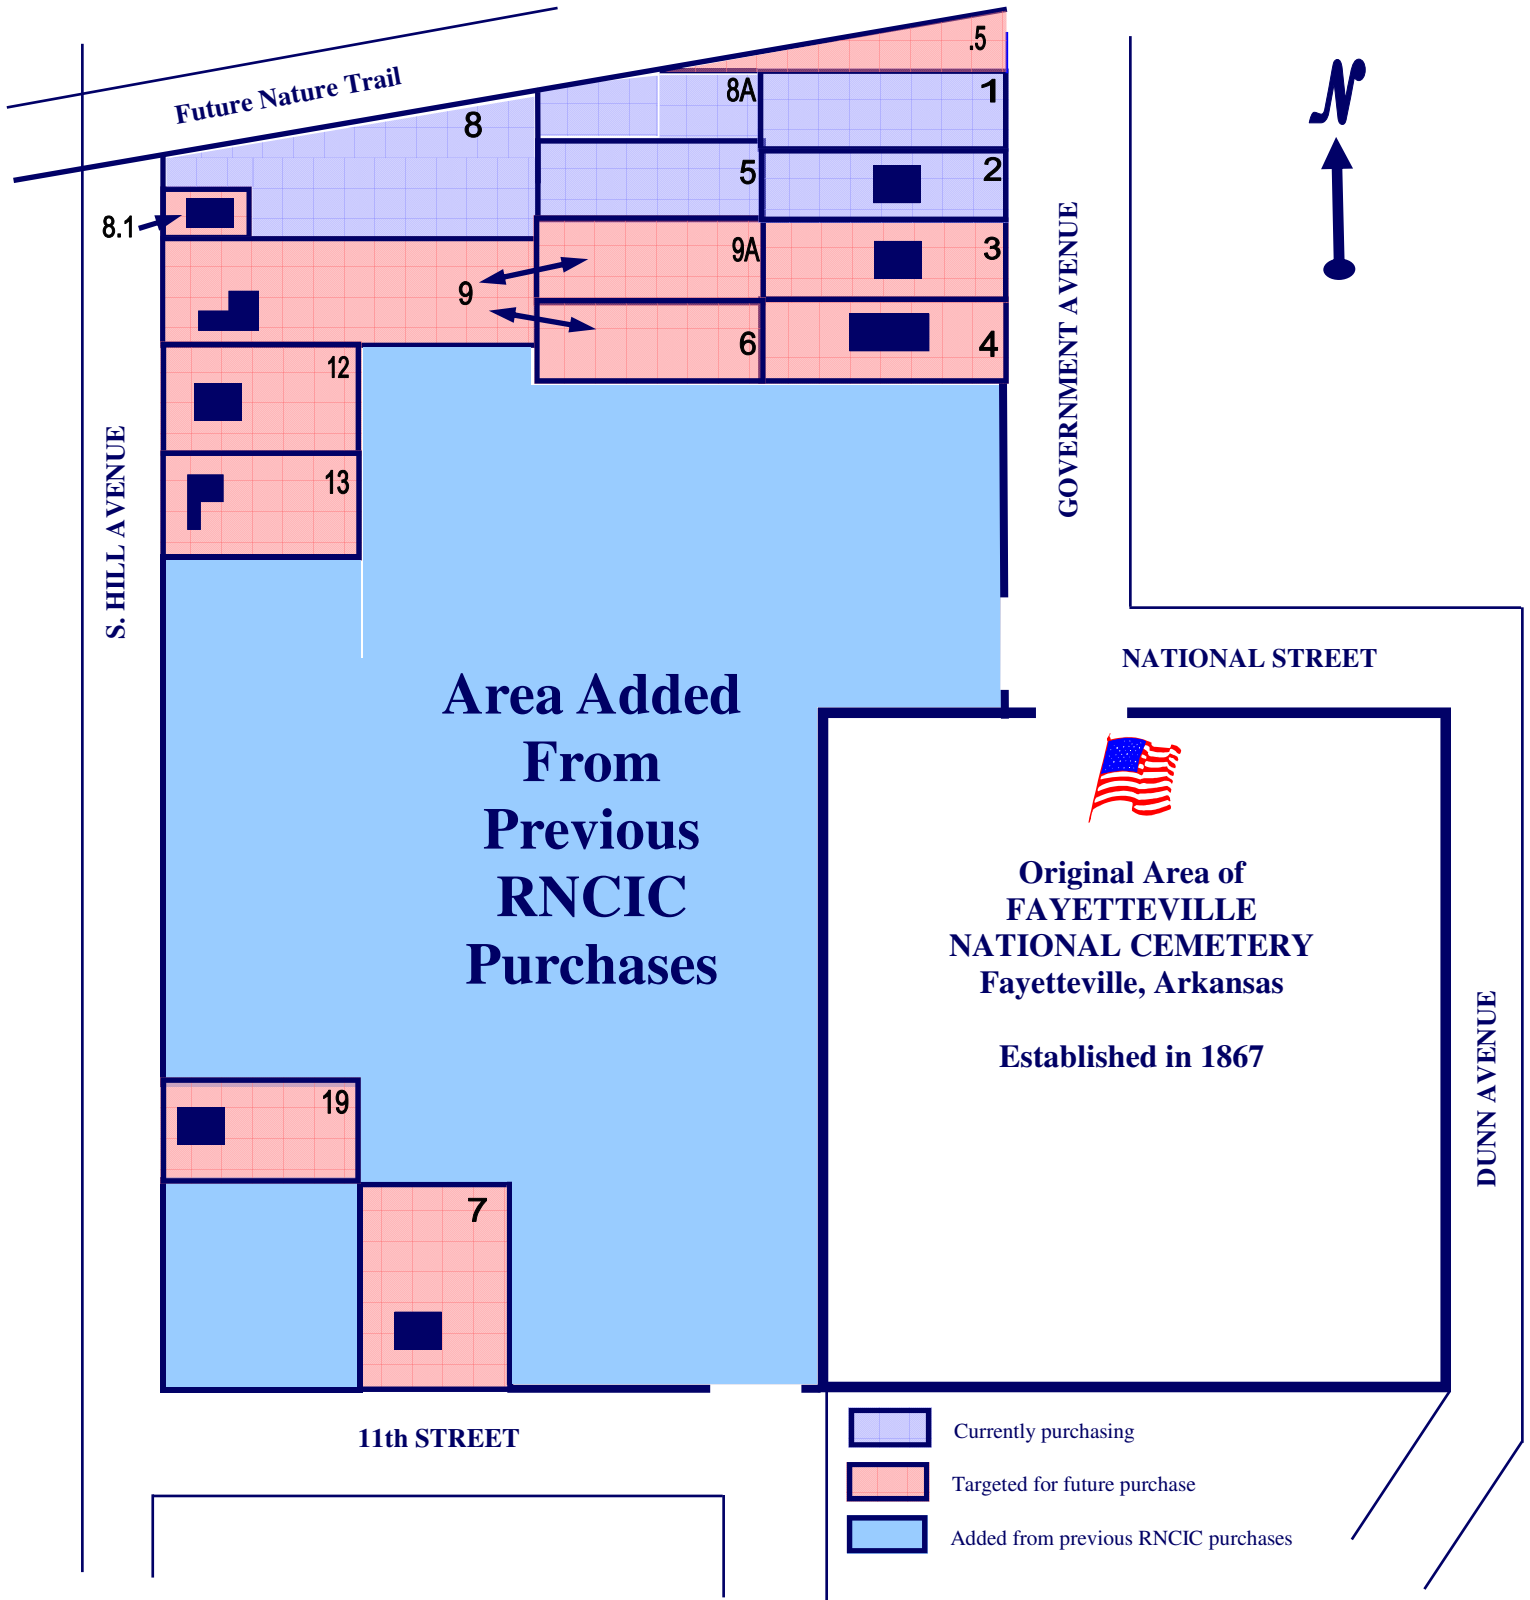 .5
Future Nature Trail
8
8A
1
5
2
8.1
9A
3
9
6
4
12
13
N
S. HILL AVENUE
GOVERNMENT AVENUE
NATIONAL STREET
Area Added
From
Previous
RNCIC
Purchases
Original Area of
FAYETTEVILLE
NATIONAL CEMETERY
Fayetteville, Arkansas
Established in 1867
DUNN AVENUE
19
7
11th STREET
Currently purchasing
Targeted for future purchase
Added from previous RNCIC purchases